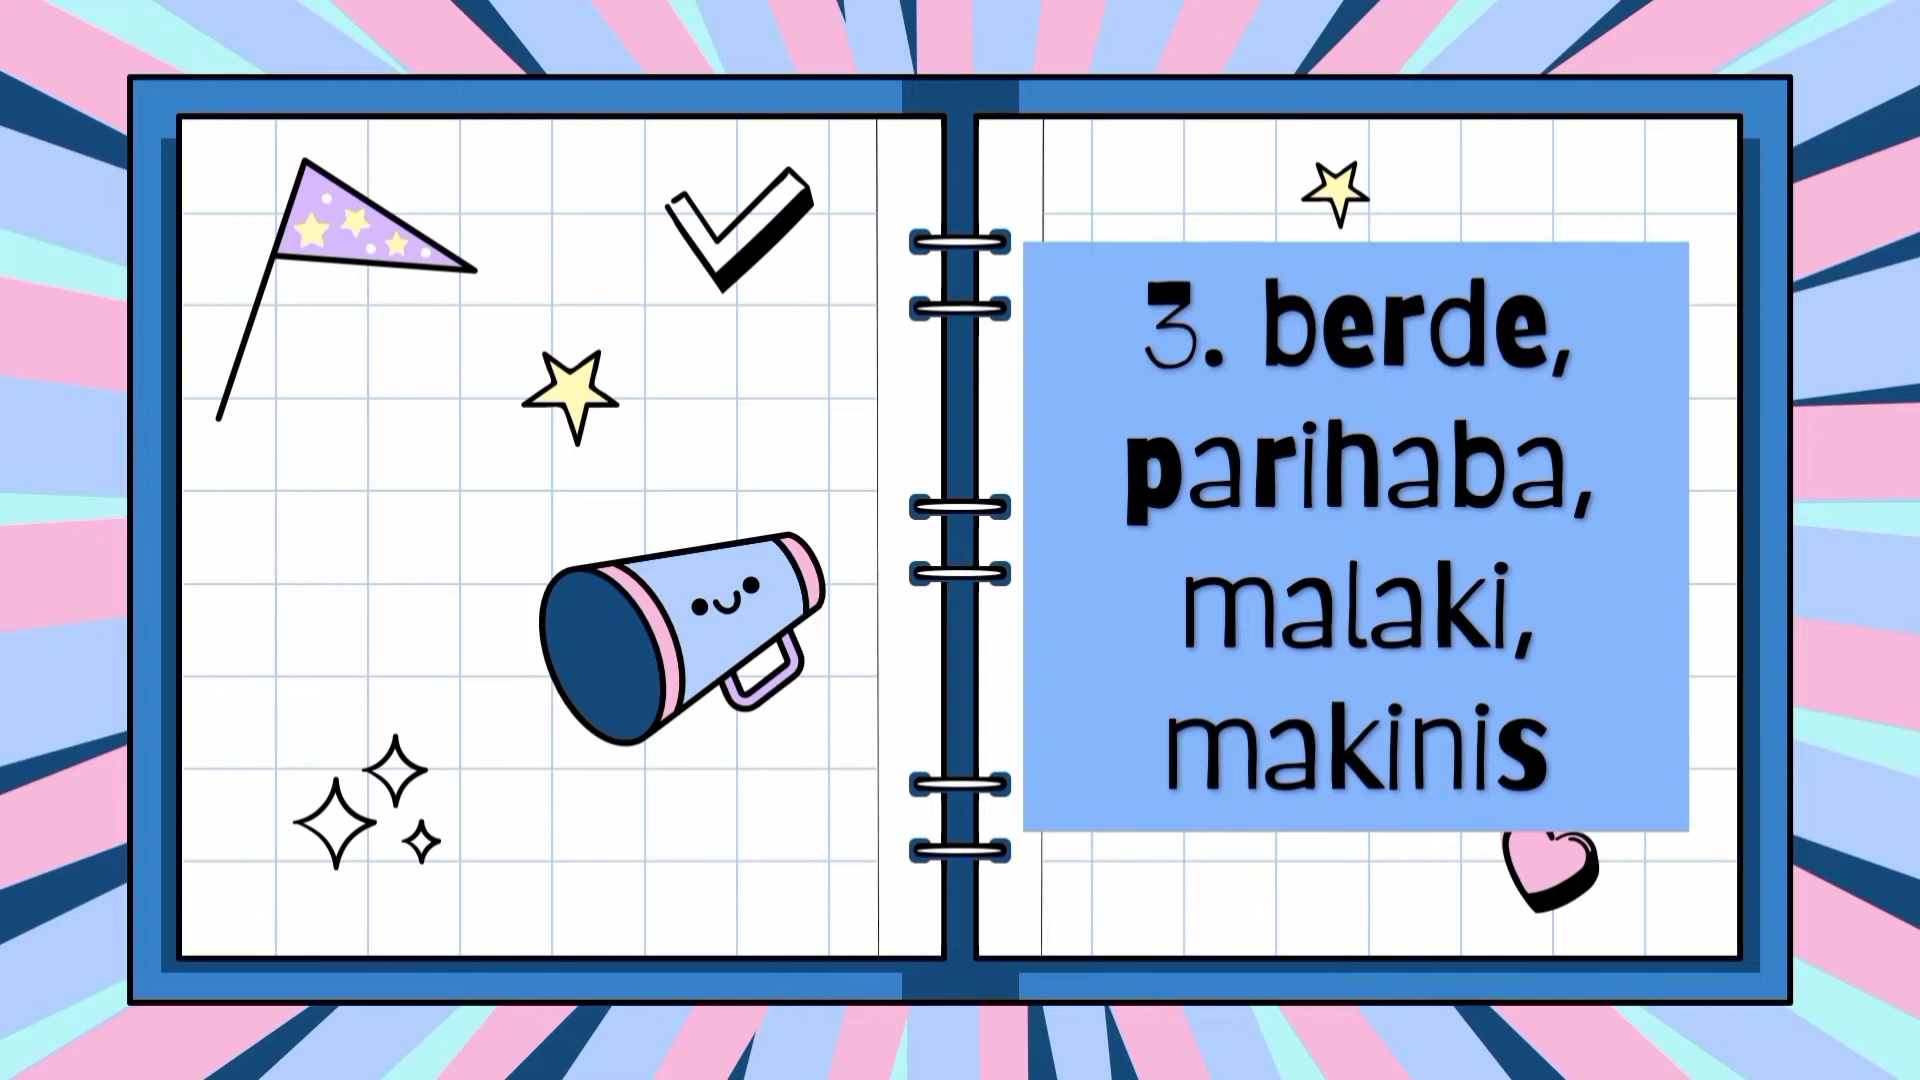 3. berde,
parihaba,
malaki,
makinis